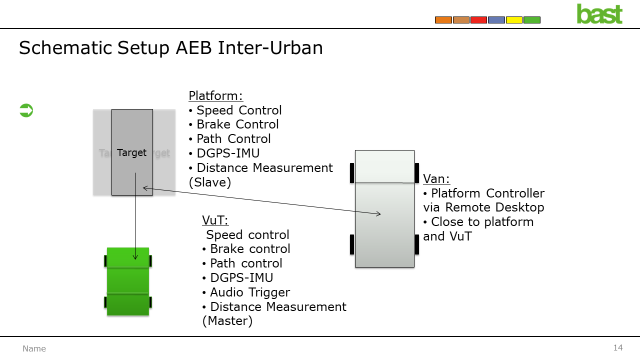 bast
Schematic Setup AEB Inter-Urban
Platform:
• Speed Control
• Brake Control
• Path Control
• DGPS-IMU
• Distance Measurement
(Slave)
Target
Van:
• Platform Controller
via Remote Desktop
• Close to platform
and VuT
VuT:
Speed control
• Brake control
• Path control
• DGPS-IMU
• Audio Trigger
• Distance Measurement
(Master)
Name
14